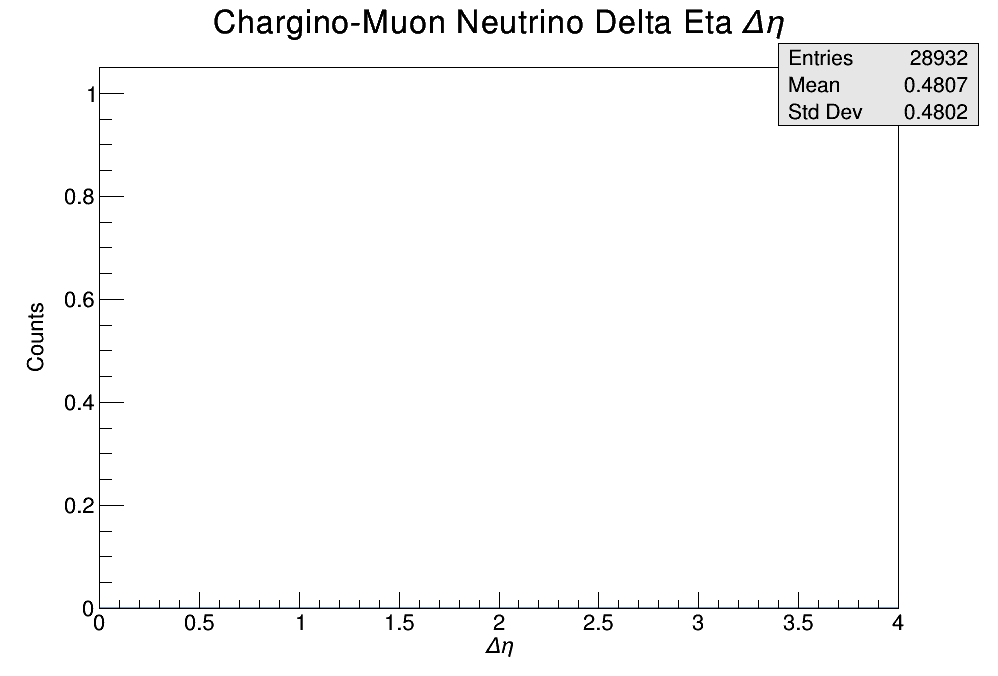 Chargino-Muon Neutrino Delta Eta Δη
Entries 28932
Mean 0.4807
Std Dev 0.4802
1
0.8
0.6
0.4
0.2
0
Counts
0 0.5 1 1.5 2 2.5 3 3.5 4
Δη